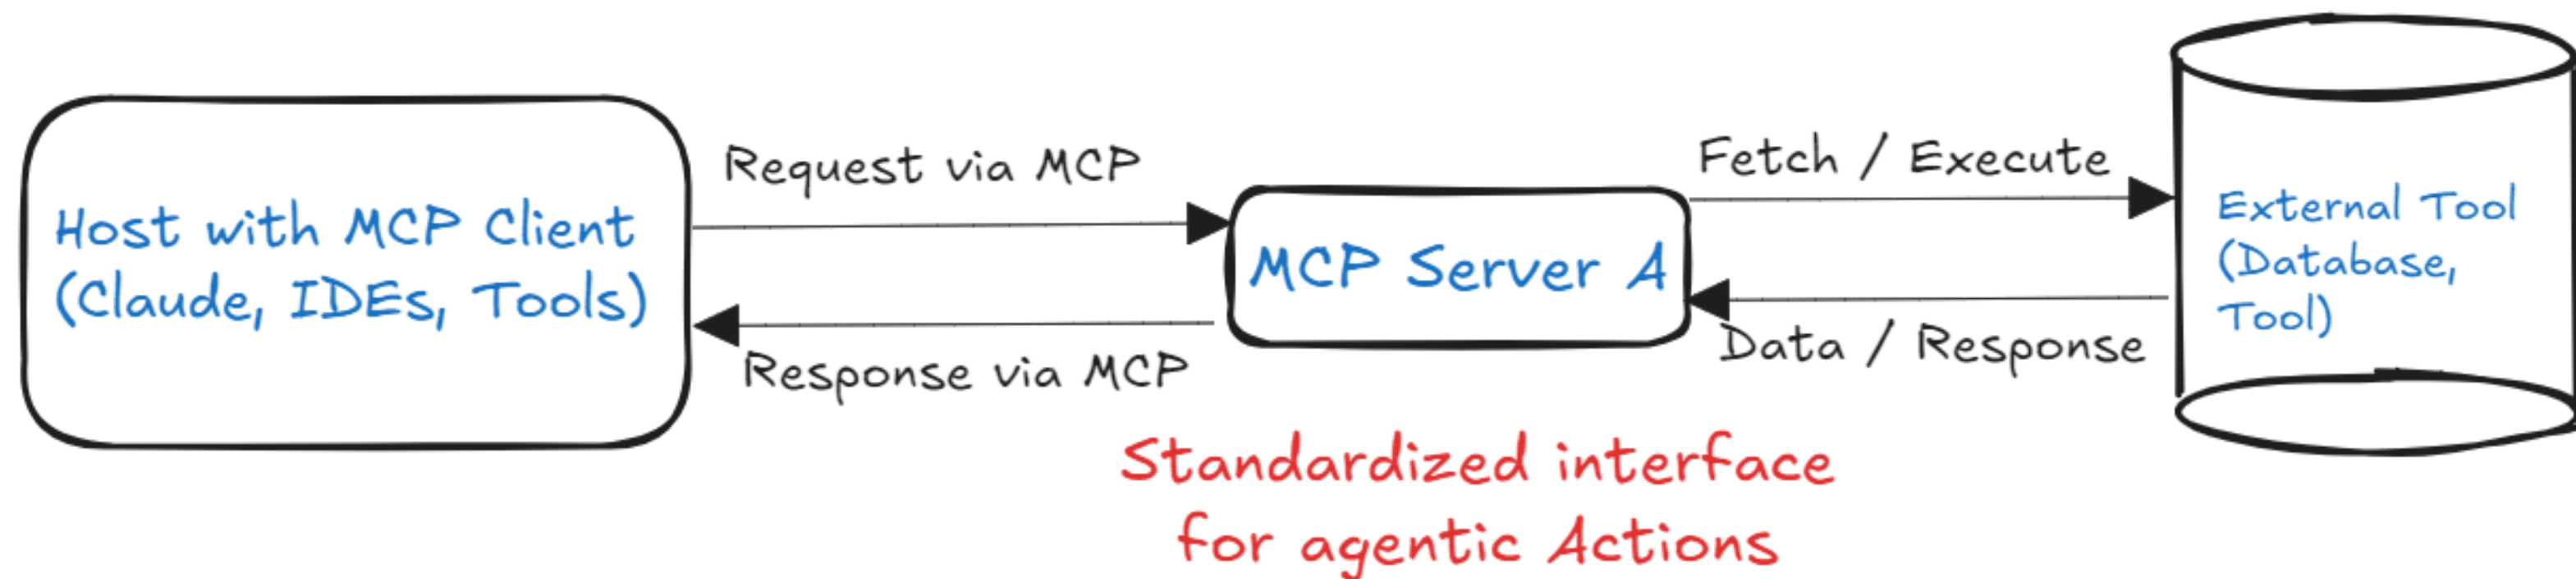 Host with MCP Client
(Claude, IDEs, Tools)
Request via MCP
Response via MCP
MCP Server A
Fetch / Execute
Data / Response
External Tool
(Database,
Tool)
Standardized interface
for agentic Actions